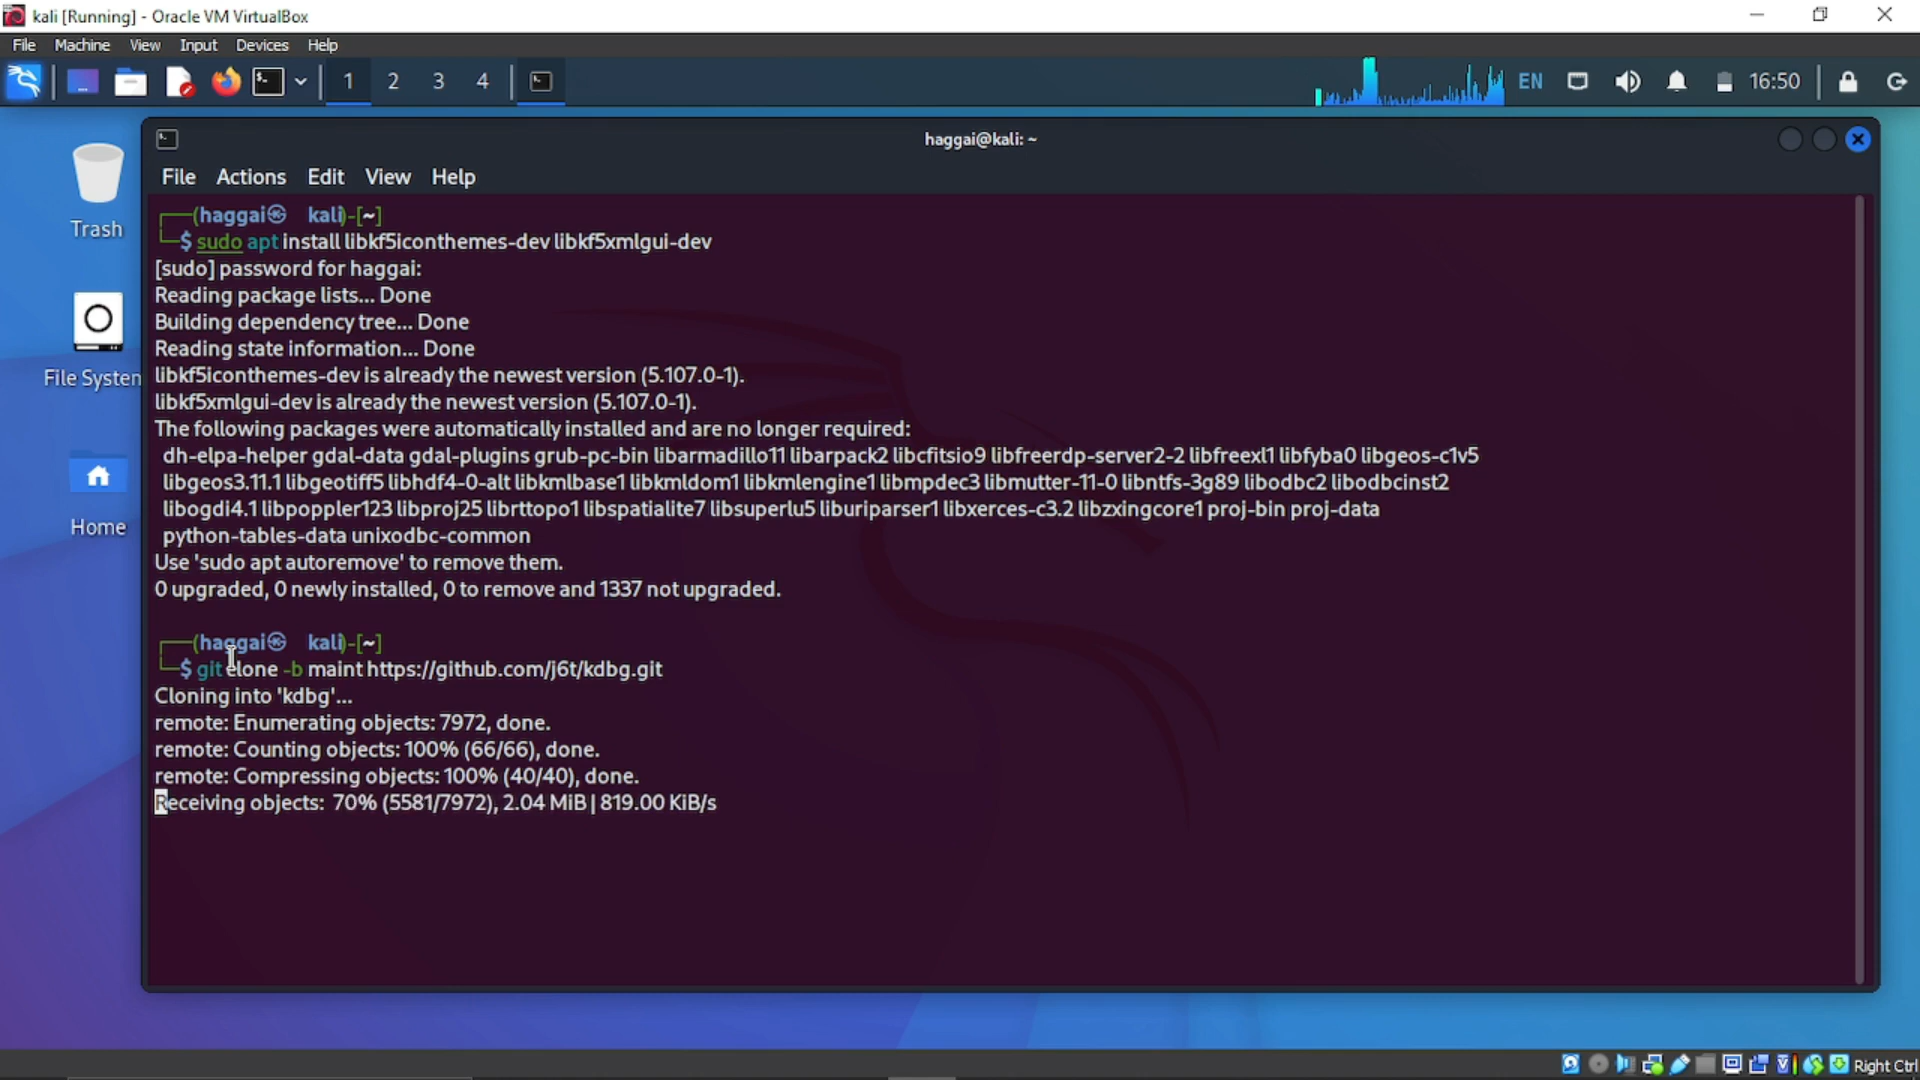 kali [Running] - Oracle VM VirtualBox
File Machine View Input Devices Help
1 2 3 4 EN 16:50
haggai@kali: ~
File Actions Edit View Help
Trash
File System
Home
(haggai㉿ kali)-[~]
$ sudo apt install libkf5iconthemes-dev libkf5xmlgui-dev
[sudo] password for haggai:
Reading package lists... Done
Building dependency tree... Done
Reading state information... Done
libkf5iconthemes-dev is already the newest version (5.107.0-1).
libkf5xmlgui-dev is already the newest version (5.107.0-1).
The following packages were automatically installed and are no longer required:
dh-elpa-helper gdal-data gdal-plugins grub-pc-bin libarmadillo11 libarpack2 libcfitsio9 libfreerdp-server2-2 libfreexl1 libfyba0 libgeos-c1v5
libgeos3.11.1 libgeotiff5 libhdf4-0-alt libkmlbase1 libkmldom1 libkmlengine1 libmpdec3 libmutter-11-0 libntfs-3g89 libodbc2 libodbcinst2
libogdi4.1 libpoppler123 libproj25 librttopo1 libspatialite7 libsuperlu5 liburiparser1 libxerces-c3.2 libzxingcore1 proj-bin proj-data
python-tables-data unixodbc-common
Use 'sudo apt autoremove' to remove them.
0 upgraded, 0 newly installed, 0 to remove and 1337 not upgraded.
(haggai㉿ kali)-[~]
$ git clone -b maint https://github.com/j6t/kdbg.git
Cloning into 'kdbg'...
remote: Enumerating objects: 7972, done.
remote: Counting objects: 100% (66/66), done.
remote: Compressing objects: 100% (40/40), done.
Receiving objects: 70% (5581/7972), 2.04 MiB | 819.00 KiB/s
Right Ctrl